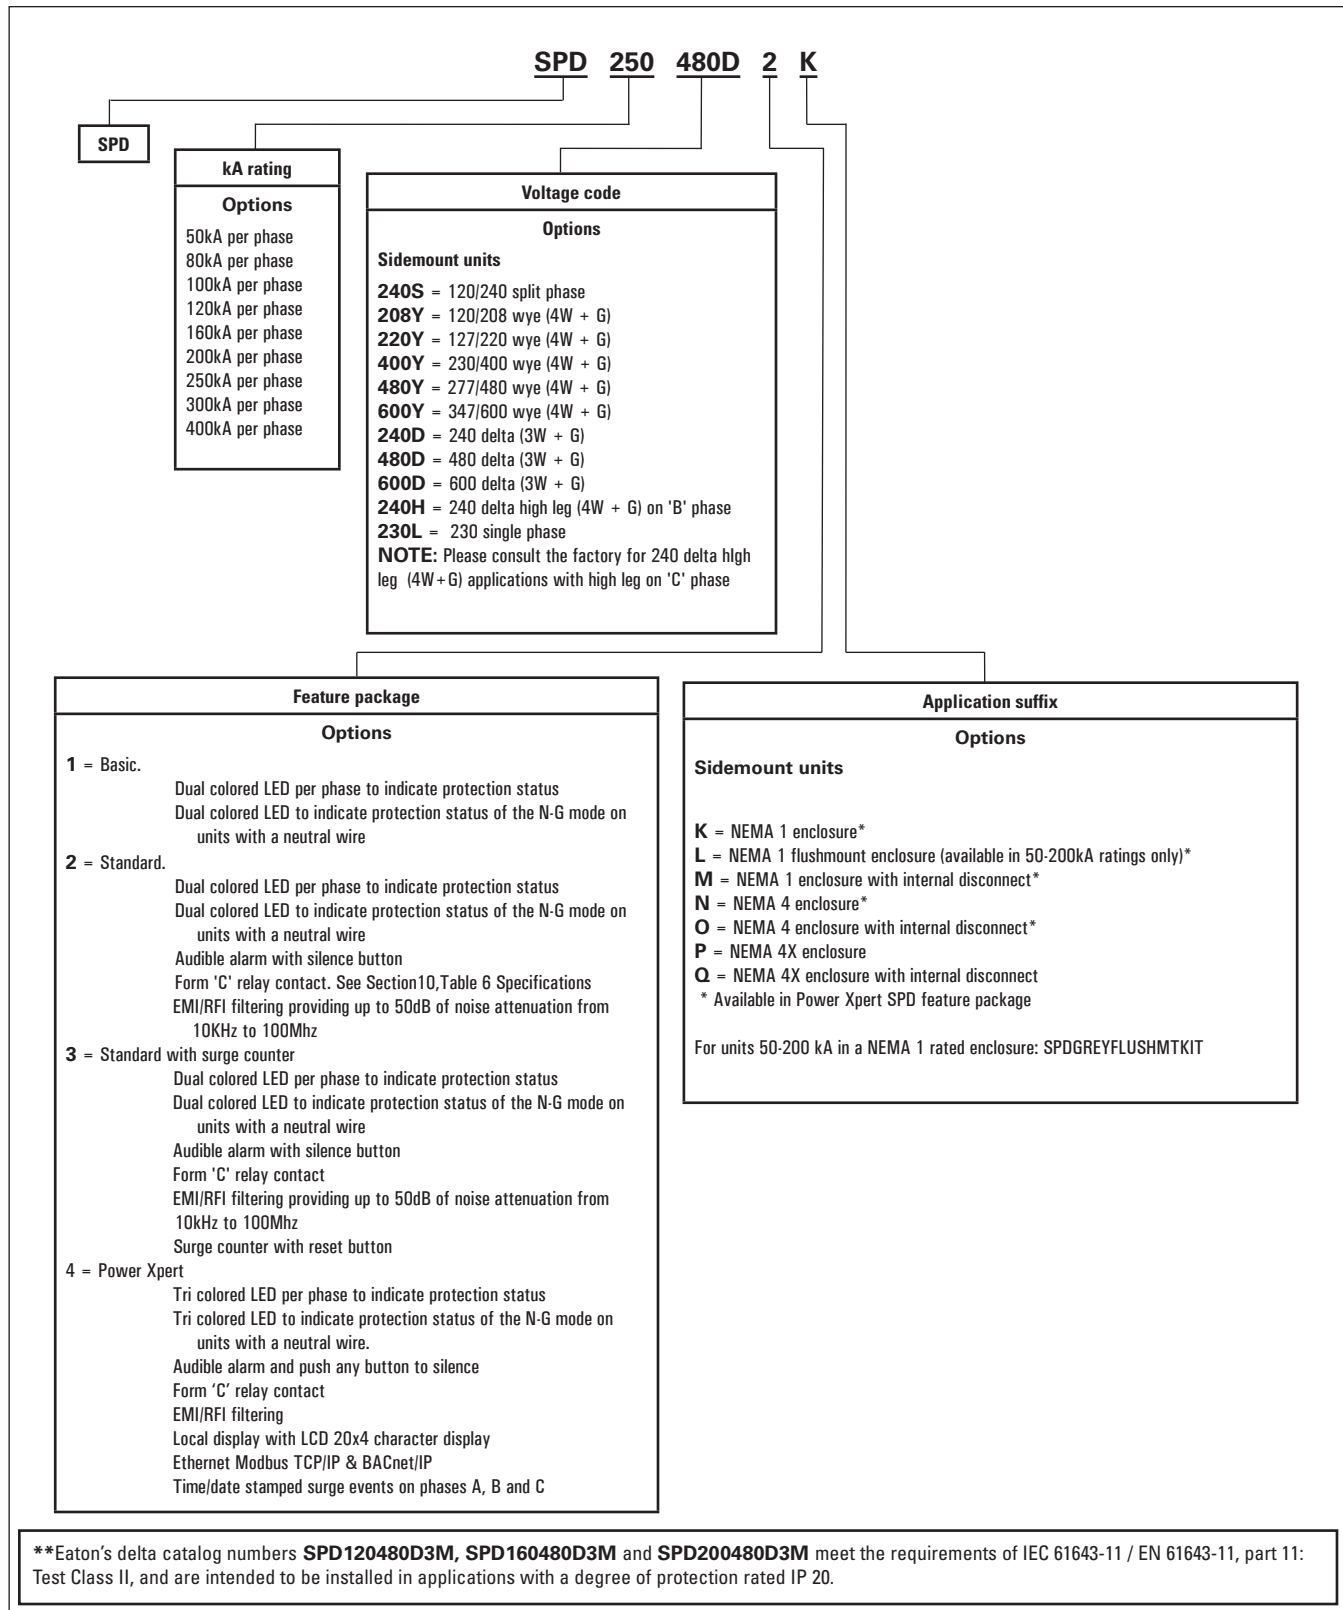 SPD 250 480D 2 K
SPD
kA rating
Options
50kA per phase
80kA per phase
100kA per phase
120kA per phase
160kA per phase
200kA per phase
250kA per phase
300kA per phase
400kA per phase
Voltage code
Options
Sidemount units
240S = 120/240 split phase
208Y = 120/208 wye (4W + G)
220Y = 127/220 wye (4W + G)
400Y = 230/400 wye (4W + G)
480Y = 277/480 wye (4W + G)
600Y = 347/600 wye (4W + G)
240D = 240 delta (3W + G)
480D = 480 delta (3W + G)
600D = 600 delta (3W + G)
240H = 240 delta high leg (4W + G) on 'B' phase
230L = 230 single phase
NOTE: Please consult the factory for 240 delta hIgh
leg (4W+G) applications with high leg on 'C' phase
Feature package
Options
1 = Basic.
Dual colored LED per phase to indicate protection status
Dual colored LED to indicate protection status of the N-G mode on
units with a neutral wire
2 = Standard.
Dual colored LED per phase to indicate protection status
Dual colored LED to indicate protection status of the N-G mode on
units with a neutral wire
Audible alarm with silence button
Form 'C' relay contact. See Section10,Table 6 Specifications
EMI/RFI filtering providing up to 50dB of noise attenuation from
10KHz to 100Mhz
3 = Standard with surge counter
Dual colored LED per phase to indicate protection status
Dual colored LED to indicate protection status of the N-G mode on
units with a neutral wire
Audible alarm with silence button
Form 'C' relay contact
EMI/RFI filtering providing up to 50dB of noise attenuation from
10kHz to 100Mhz
Surge counter with reset button
4 = Power Xpert
Tri colored LED per phase to indicate protection status
Tri colored LED to indicate protection status of the N-G mode on
units with a neutral wire.
Audible alarm and push any button to silence
Form ‘C’ relay contact
EMI/RFI filtering
Local display with LCD 20x4 character display
Ethernet Modbus TCP/IP & BACnet/IP
Time/date stamped surge events on phases A, B and C
Application suffix
Options
Sidemount units
K = NEMA 1 enclosure*
L = NEMA 1 flushmount enclosure (available in 50-200kA ratings only)*
M = NEMA 1 enclosure with internal disconnect*
N = NEMA 4 enclosure*
O = NEMA 4 enclosure with internal disconnect*
P = NEMA 4X enclosure
Q = NEMA 4X enclosure with internal disconnect
* Available in Power Xpert SPD feature package
For units 50-200 kA in a NEMA 1 rated enclosure: SPDGREYFLUSHMTKIT
**Eaton's delta catalog numbers SPD120480D3M, SPD160480D3M and SPD200480D3M meet the requirements of IEC 61643-11 / EN 61643-11, part 11:
Test Class II, and are intended to be installed in applications with a degree of protection rated IP 20.